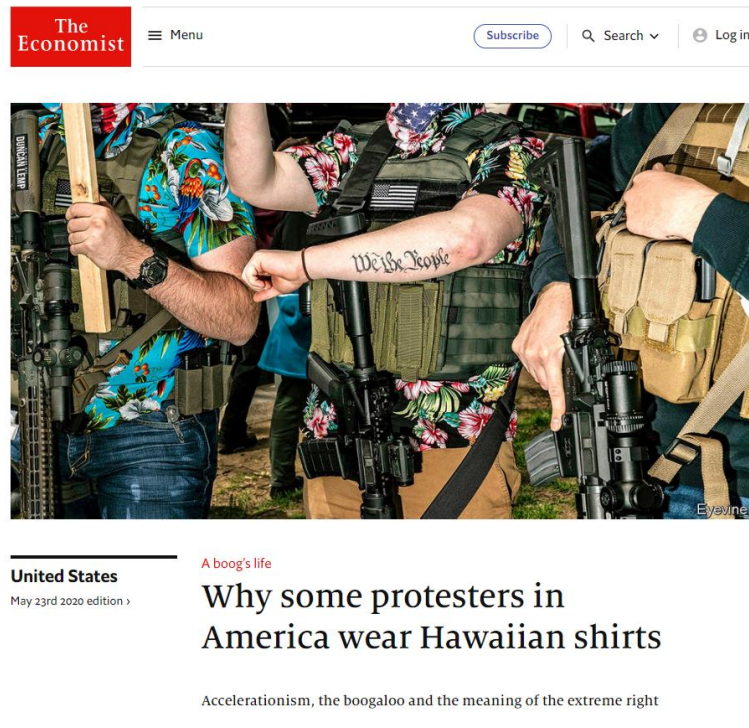 The
Economist
Menu
Subscribe
Search
Log in
DUNCAN LEMP
We the People
Eyevine
United States
May 23rd 2020 edition ›
A boog's life
Why some protesters in
America wear Hawaiian shirts
Accelerationism, the boogaloo and the meaning of the extreme right